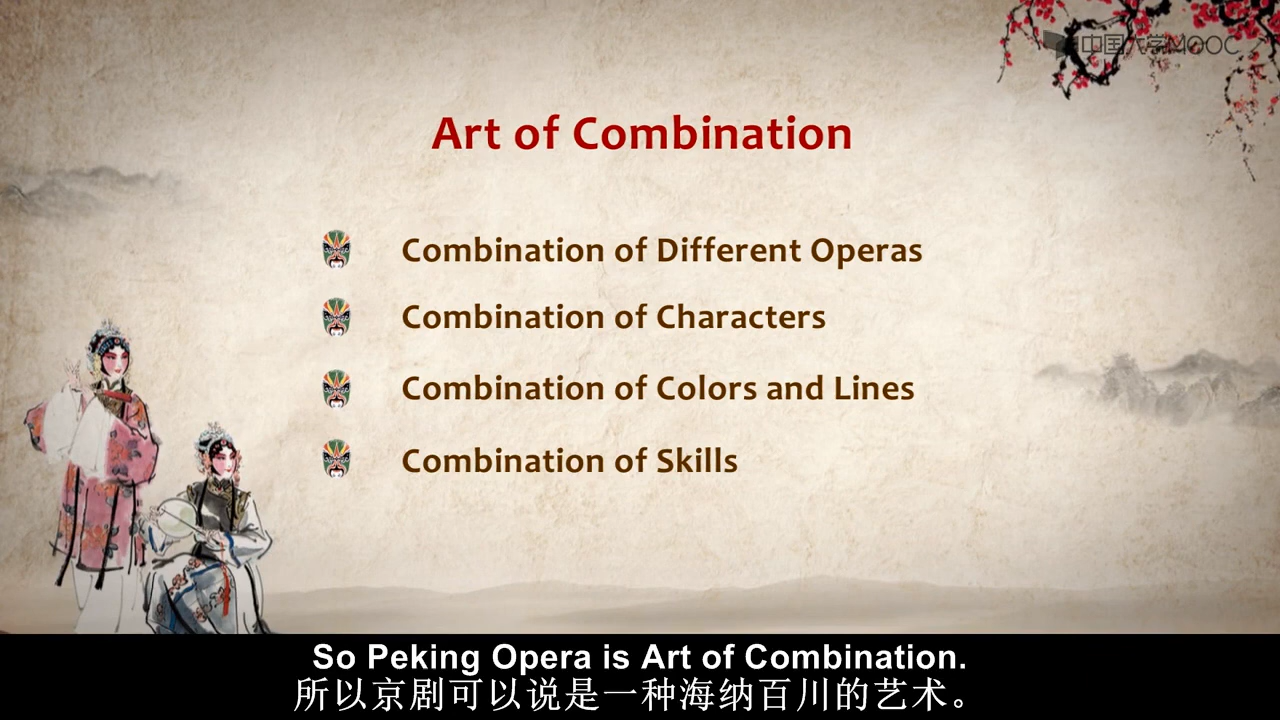 中国大学MOOC
Art of Combination
Combination of Different Operas
Combination of Characters
Combination of Colors and Lines
Combination of Skills
So Peking Opera is Art of Combination.
所以京剧可以说是一种海纳百川的艺术。